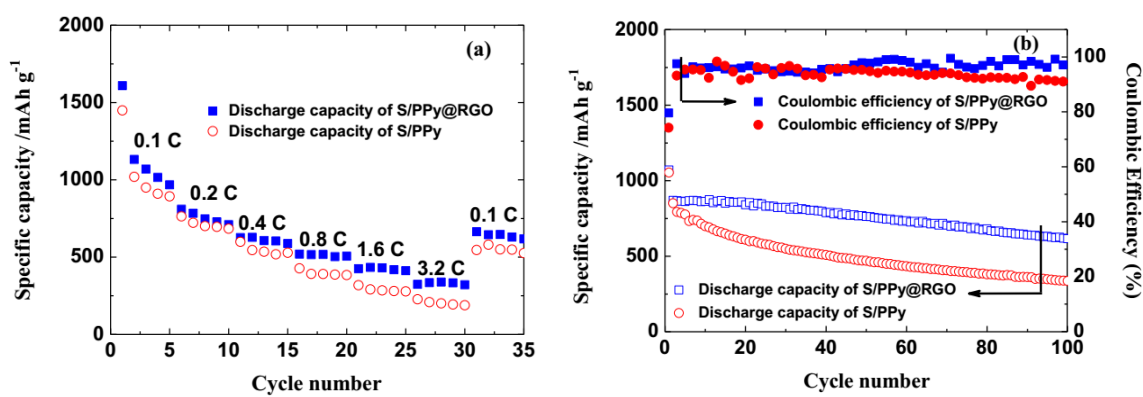 2000
1500
1000
500
0
Specific capacity /mAh g-1
(a)
Discharge capacity of S/PPy@RGO
Discharge capacity of S/PPy
0.1 C
0.2 C
0.4 C
0.8 C
1.6 C
3.2 C
0.1 C
0 5 10 15 20 25 30 35
Cycle number
2000
1750
1500
1250
1000
750
500
250
0
Specific capacity /mAh g-1
(b)
Coulombic efficiency of S/PPy@RGO
Coulombic efficiency of S/PPy
Discharge capacity of S/PPy@RGO
Discharge capacity of S/PPy
100
80
60
40
20
0
Coulombic Efficiency (%)
0 20 40 60 80 100
Cycle number